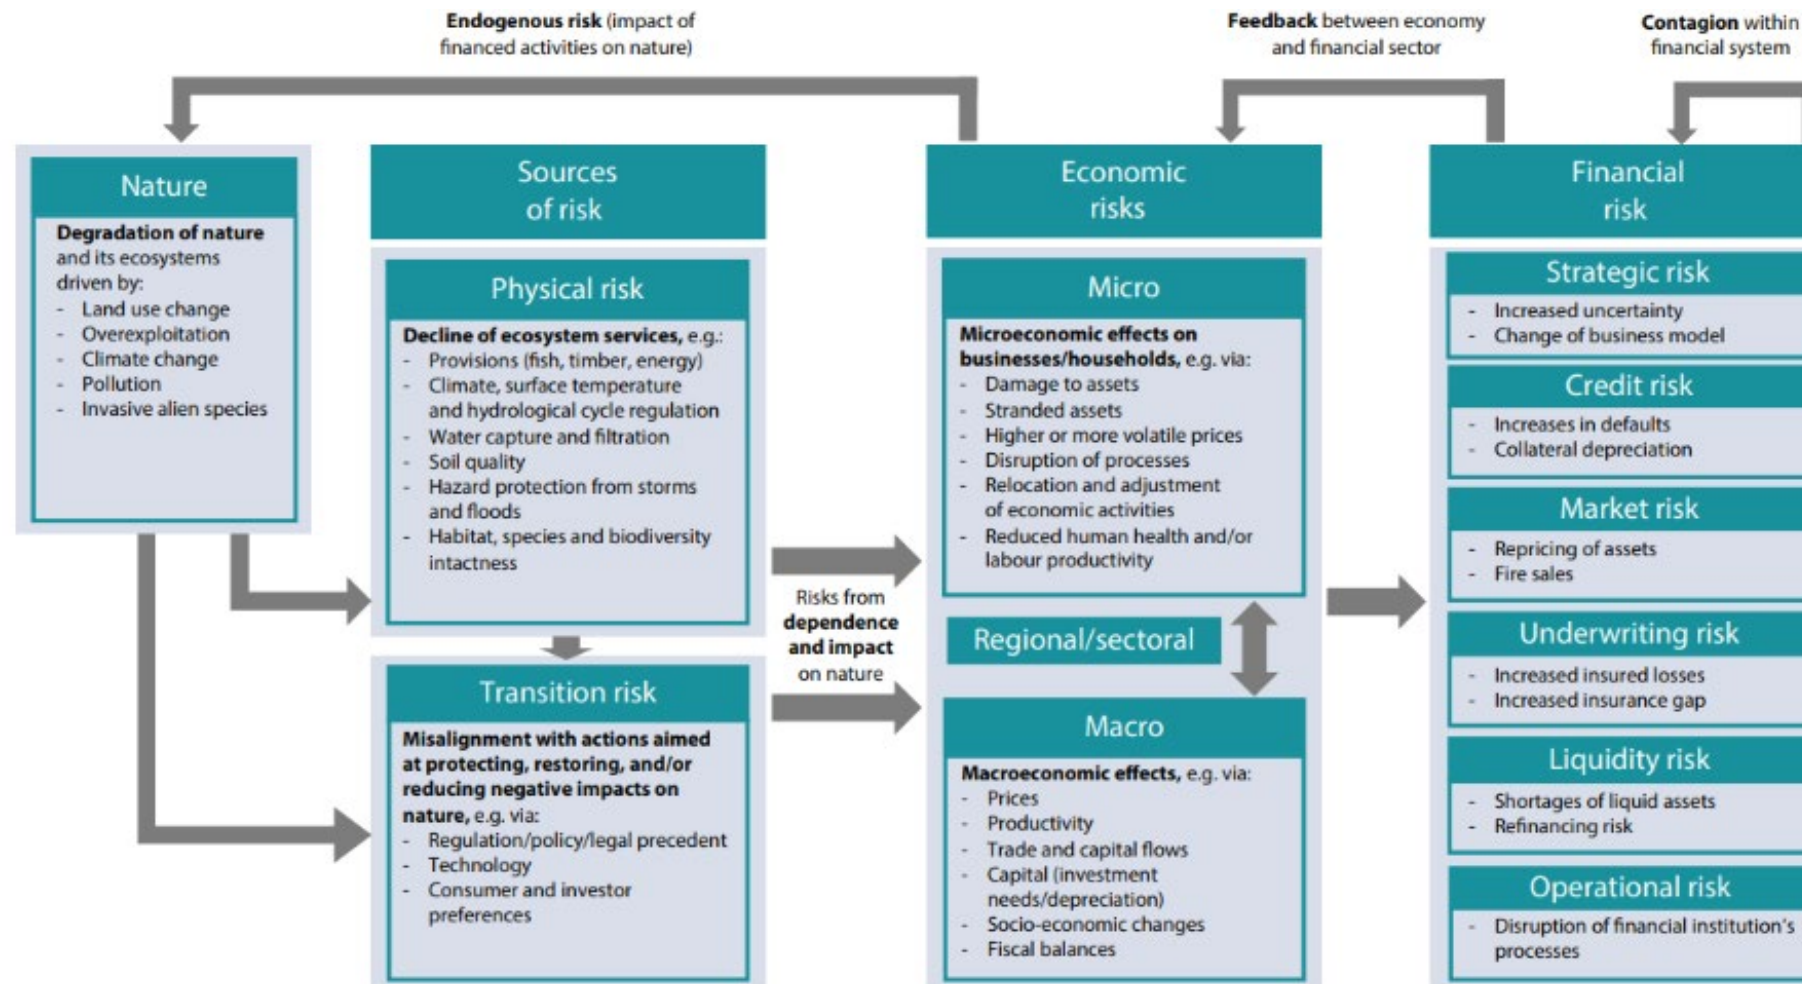 Endogenous risk (impact of
financed activities on nature)
Feedback between economy
and financial sector
Contagion within
financial system
Nature
Degradation of nature
and its ecosystems
driven by:
- Land use change
- Overexploitation
- Climate change
- Pollution
- Invasive alien species
Sources
of risk
Physical risk
Decline of ecosystem services, e.g.:
- Provisions (fish, timber, energy)
- Climate, surface temperature
and hydrological cycle regulation
- Water capture and filtration
- Soil quality
- Hazard protection from storms
and floods
- Habitat, species and biodiversity
intactness
Transition risk
Misalignment with actions aimed
at protecting, restoring, and/or
reducing negative impacts on
nature, e.g. via:
- Regulation/policy/legal precedent
- Technology
- Consumer and investor
preferences
Risks from
dependence
and impact
on nature
Economic
risks
Micro
Microeconomic effects on
businesses/households, e.g. via:
- Damage to assets
- Stranded assets
- Higher or more volatile prices
- Disruption of processes
- Relocation and adjustment
of economic activities
- Reduced human health and/or
labour productivity
Regional/sectoral
Macro
Macroeconomic effects, e.g. via:
- Prices
- Productivity
- Trade and capital flows
- Capital (investment
needs/depreciation)
- Socio-economic changes
- Fiscal balances
Financial
risk
Strategic risk
- Increased uncertainty
- Change of business model
Credit risk
- Increases in defaults
- Collateral depreciation
Market risk
- Repricing of assets
- Fire sales
Underwriting risk
- Increased insured losses
- Increased insurance gap
Liquidity risk
- Shortages of liquid assets
- Refinancing risk
Operational risk
- Disruption of financial institution's
processes